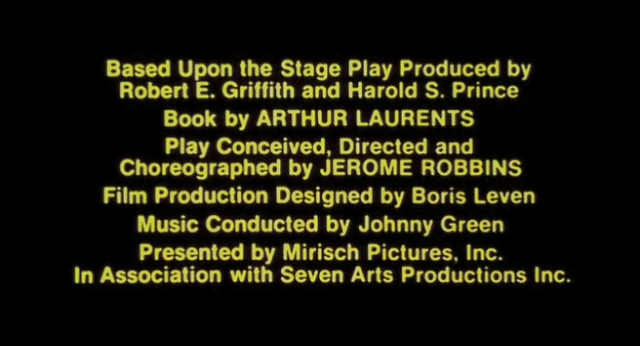 Based Upon the Stage Play Produced by
Robert E. Griffith and Harold S. Prince
Book by ARTHUR LAURENTS
Play Conceived, Directed and
Choreographed by JEROME ROBBINS
Film Production Designed by Boris Leven
Music Conducted by Johnny Green
Presented by Mirisch Pictures, Inc.
In Association with Seven Arts Productions Inc.